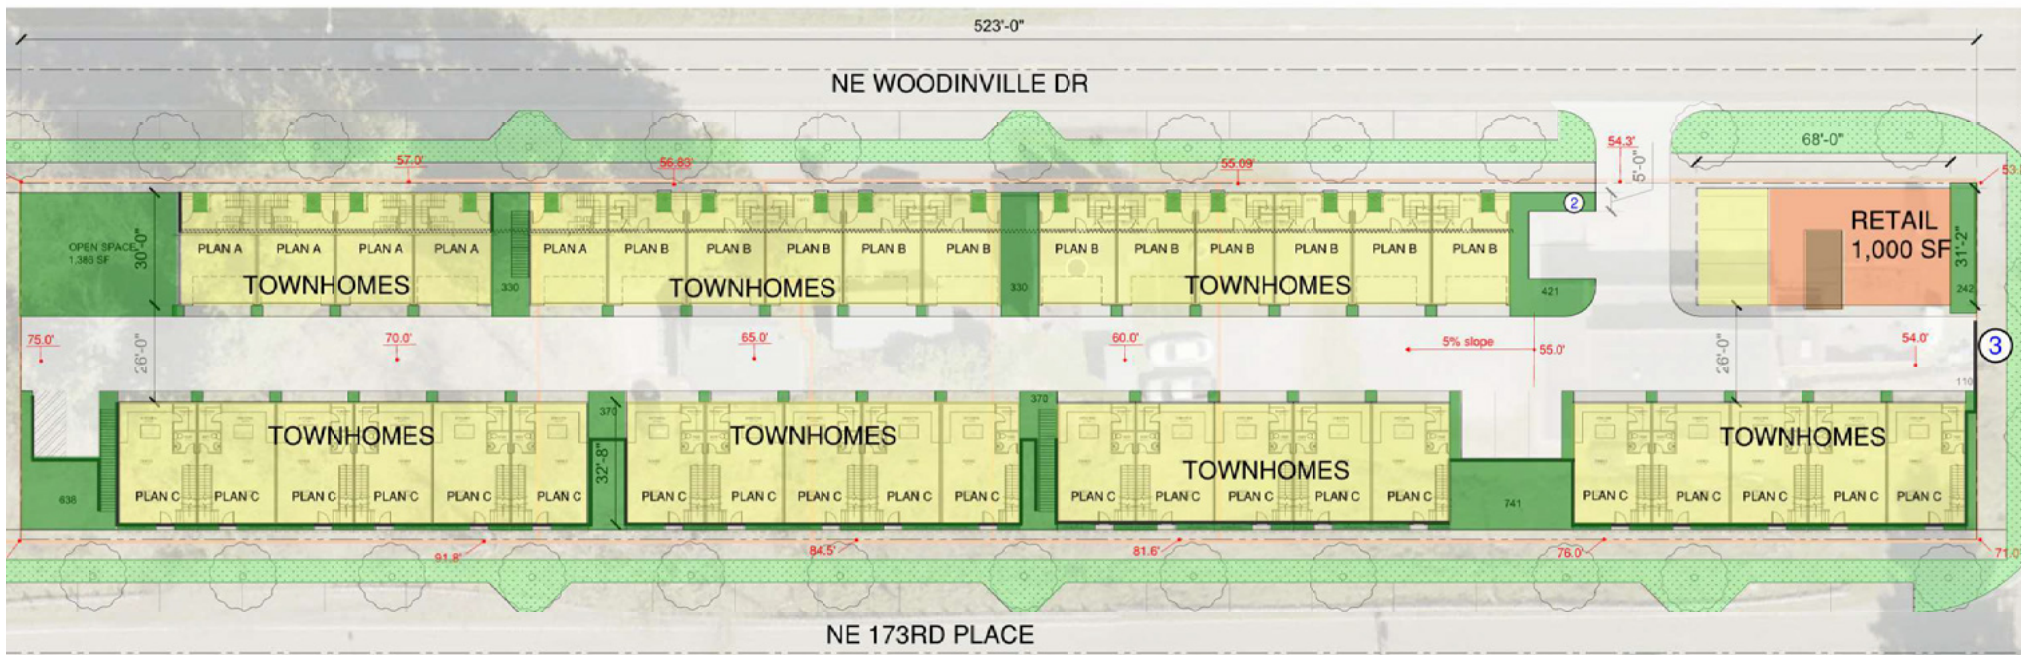 523'-0"
NE WOODINVILLE DR
68'-0"
54.3'
5'-0"
57.0'
56.83'
55.09'
53.
2
RETAIL
1,000 SF
31'-2"
242
OPEN SPACE
1,385 SF
30'-0"
PLAN A PLAN A PLAN A PLAN A
TOWNHOMES
330
PLAN A PLAN B PLAN B PLAN B PLAN B PLAN B
TOWNHOMES
330
PLAN B PLAN B PLAN B PLAN B PLAN B PLAN B
TOWNHOMES
421
75.0'
26'-0"
70.0'
65.0'
60.0'
5% slope
55.0'
26'-0"
54.0'
3
110
TOWNHOMES
PLAN C PLAN C PLAN C PLAN C PLAN C PLAN C
638
370
32'-8"
TOWNHOMES
PLAN C PLAN C PLAN C PLAN C PLAN C
370
TOWNHOMES
PLAN C PLAN C PLAN C PLAN C PLAN C
741
TOWNHOMES
PLAN C PLAN C PLAN C PLAN C PLAN C
91.8'
84.5'
81.6'
76.0'
71.0'
NE 173RD PLACE